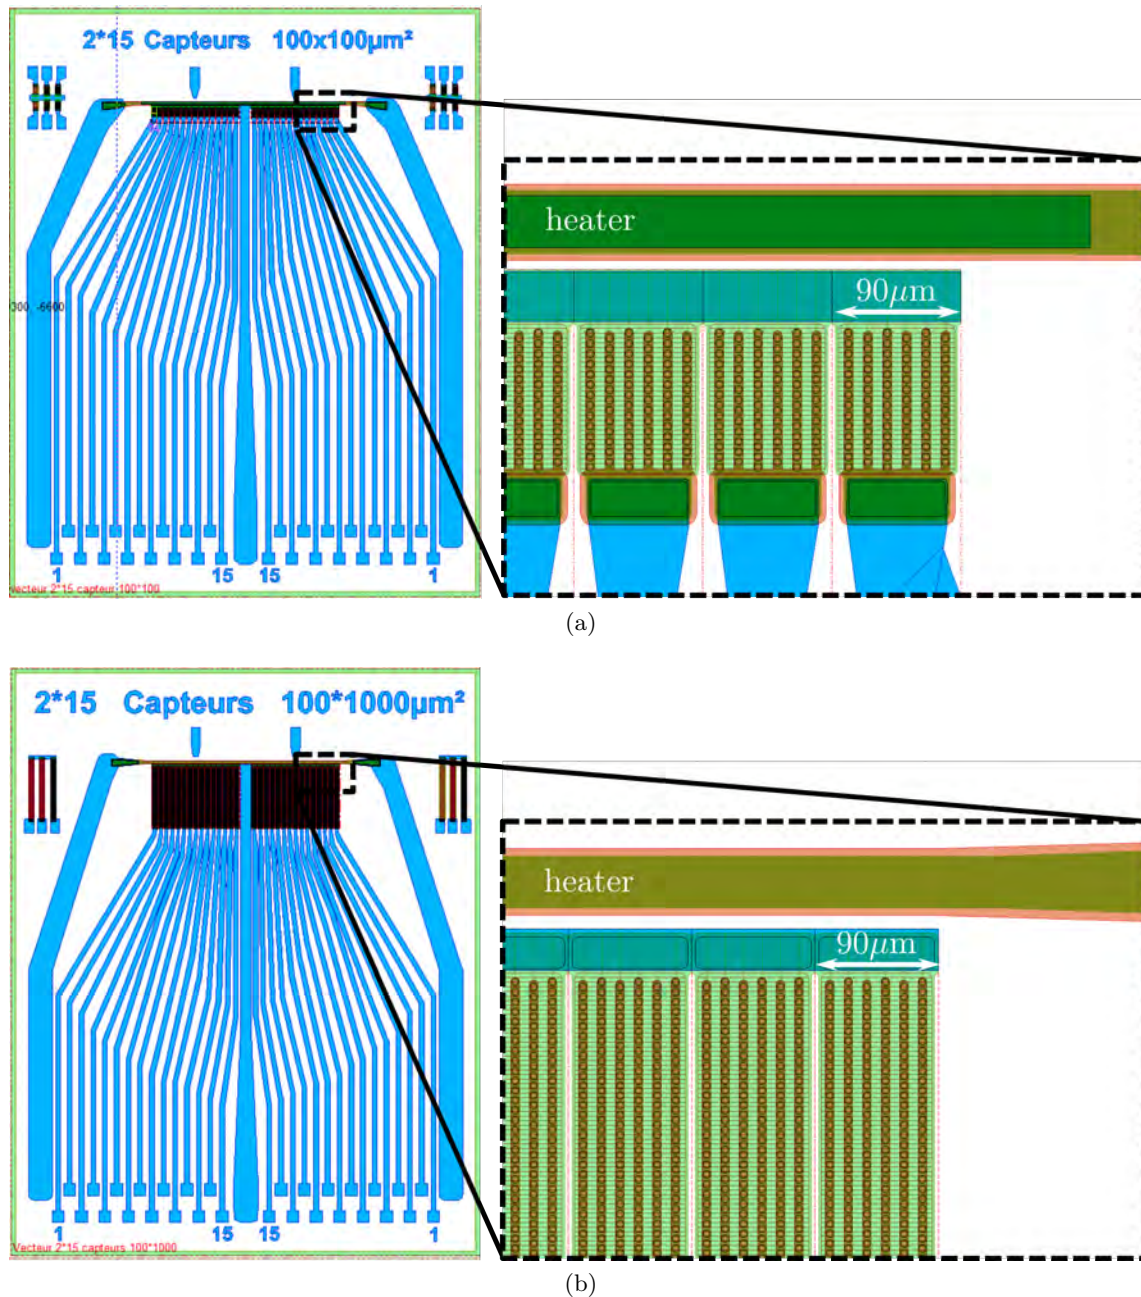 2*15 Capteurs 100x100µm²
heater
90µm
300, -6600
1 15 15 1
vecteur 2*15 capteur 100*100
(a)
2*15 Capteurs 100*1000µm²
heater
90µm
1 15 15 1
Vecteur 2*15 capteurs 100*1000
(b)